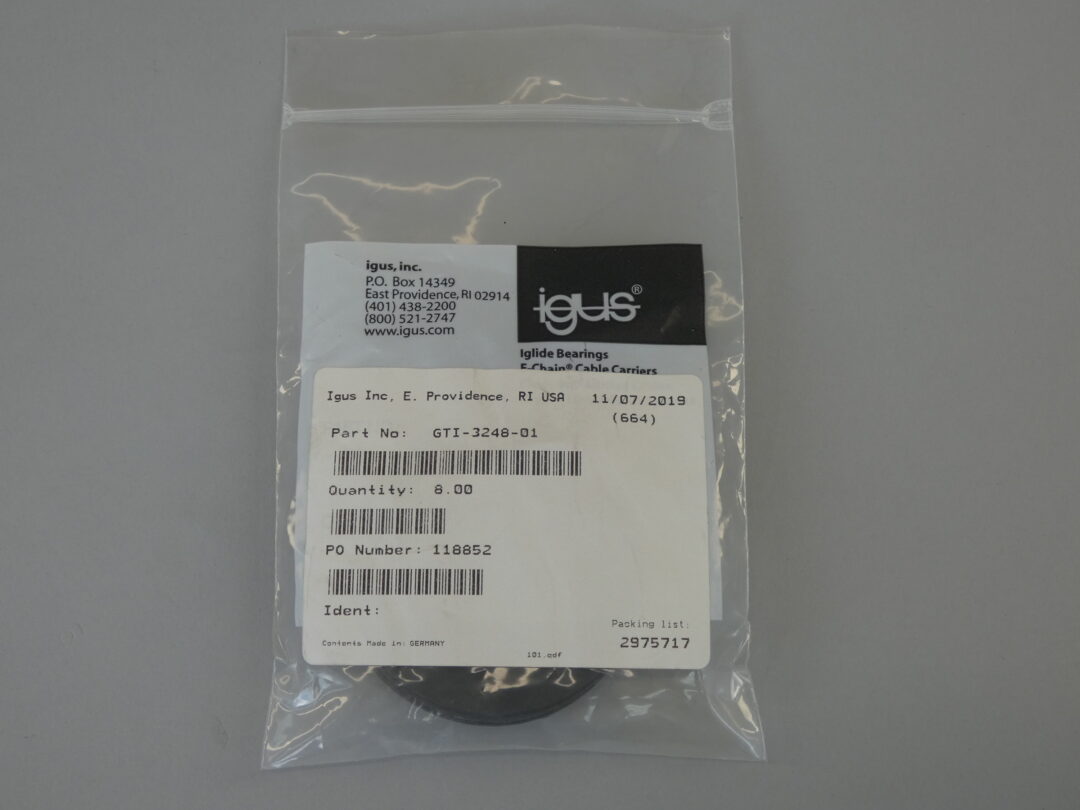 igus, inc.
P.O. Box 14349
East Providence, RI 02914
(401) 438-2200
(800) 521-2747
www.igus.com
igus®
Iglide Bearings
E-Chain® Cable Carriers
Igus Inc, E. Providence, RI USA 11/07/2019
(664)
Part No: GTI-3248-01
Quantity: 8.00
PO Number: 118852
Ident:
Packing list:
2975717
Contents Made in: GERMANY